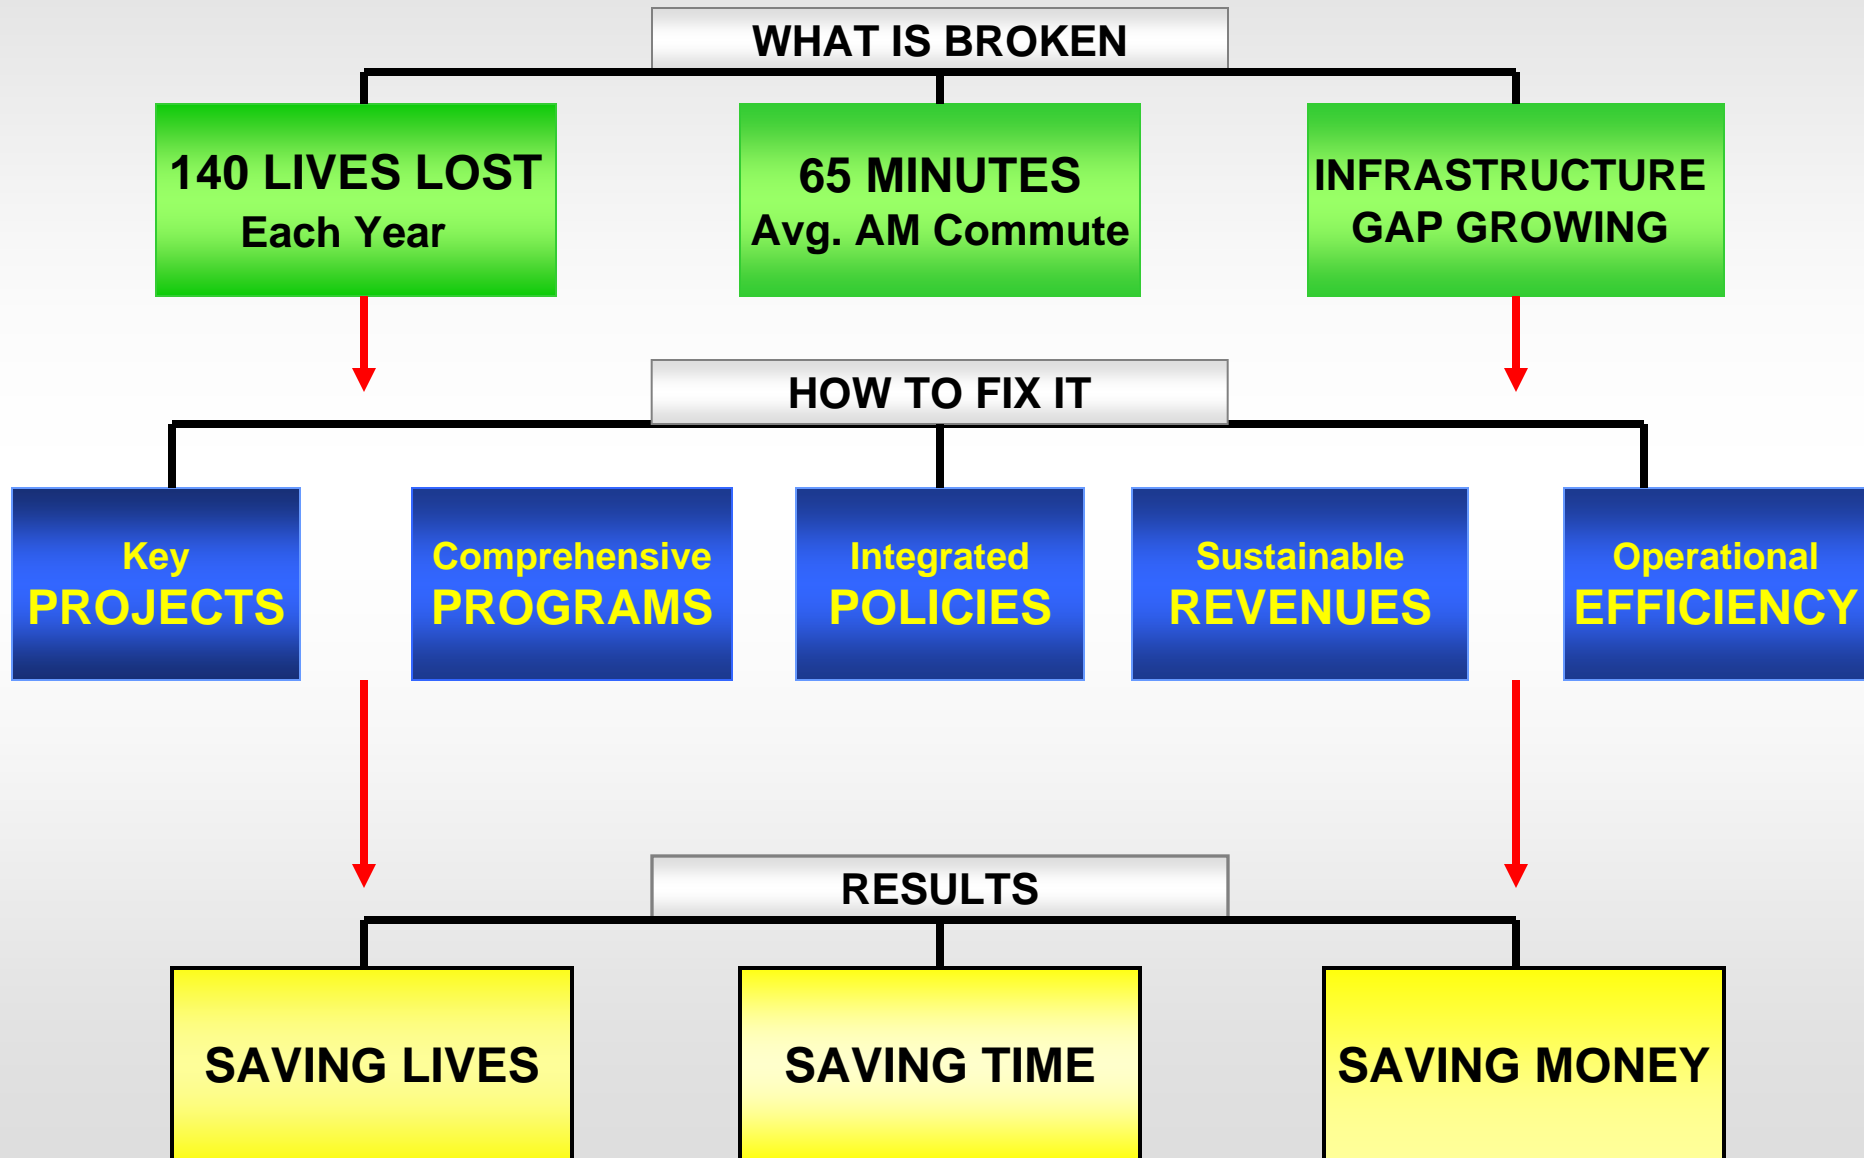 WHAT IS BROKEN
140 LIVES LOST
Each Year
65 MINUTES
Avg. AM Commute
INFRASTRUCTURE
GAP GROWING
HOW TO FIX IT
Key
PROJECTS
Comprehensive
PROGRAMS
Integrated
POLICIES
Sustainable
REVENUES
Operational
EFFICIENCY
RESULTS
SAVING LIVES
SAVING TIME
SAVING MONEY